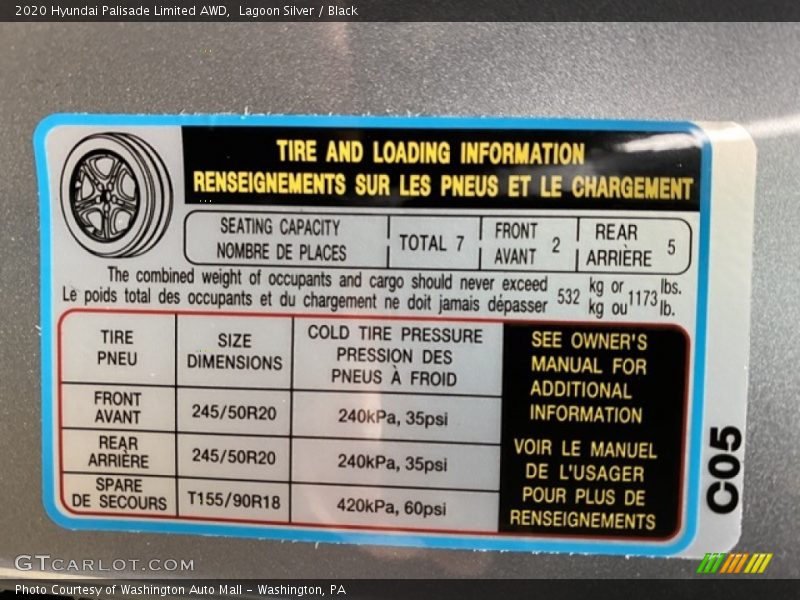 2020 Hyundai Palisade Limited AWD,  Lagoon Silver / Black
TIRE AND LOADING INFORMATION
RENSEIGNEMENTS SUR LES PNEUS ET LE CHARGEMENT
SEATING CAPACITY
NOMBRE DE PLACES
TOTAL 7
FRONT
AVANT
2
REAR
ARRIÈRE
5
The combined weight of occupants and cargo should never exceed
Le poids total des occupants et du chargement ne doit jamais dépasser
532
kg or
kg ou
1173
lbs.
lb.
TIRE
PNEU
SIZE
DIMENSIONS
COLD TIRE PRESSURE
PRESSION DES
PNEUS À FROID
FRONT
AVANT
245/50R20
240kPa, 35psi
REAR
ARRIÈRE
245/50R20
240kPa, 35psi
SPARE
DE SECOURS
T155/90R18
420kPa, 60psi
SEE OWNER'S
MANUAL FOR
ADDITIONAL
INFORMATION
VOIR LE MANUEL
DE L'USAGER
POUR PLUS DE
RENSEIGNEMENTS
C05
GTCARLOT.COM
Photo Courtesy of Washington Auto Mall - Washington, PA